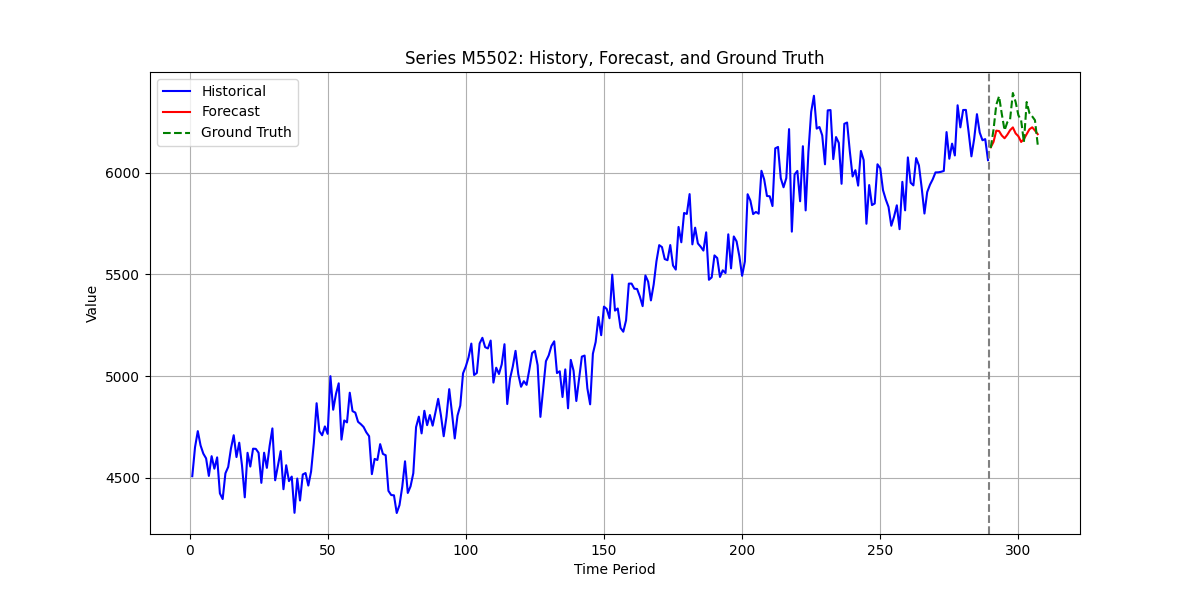 Series M5502: History, Forecast, and Ground Truth
Historical
Forecast
Ground Truth
6000
5500
5000
4500
Value
0 50 100 150 200 250 300
Time Period